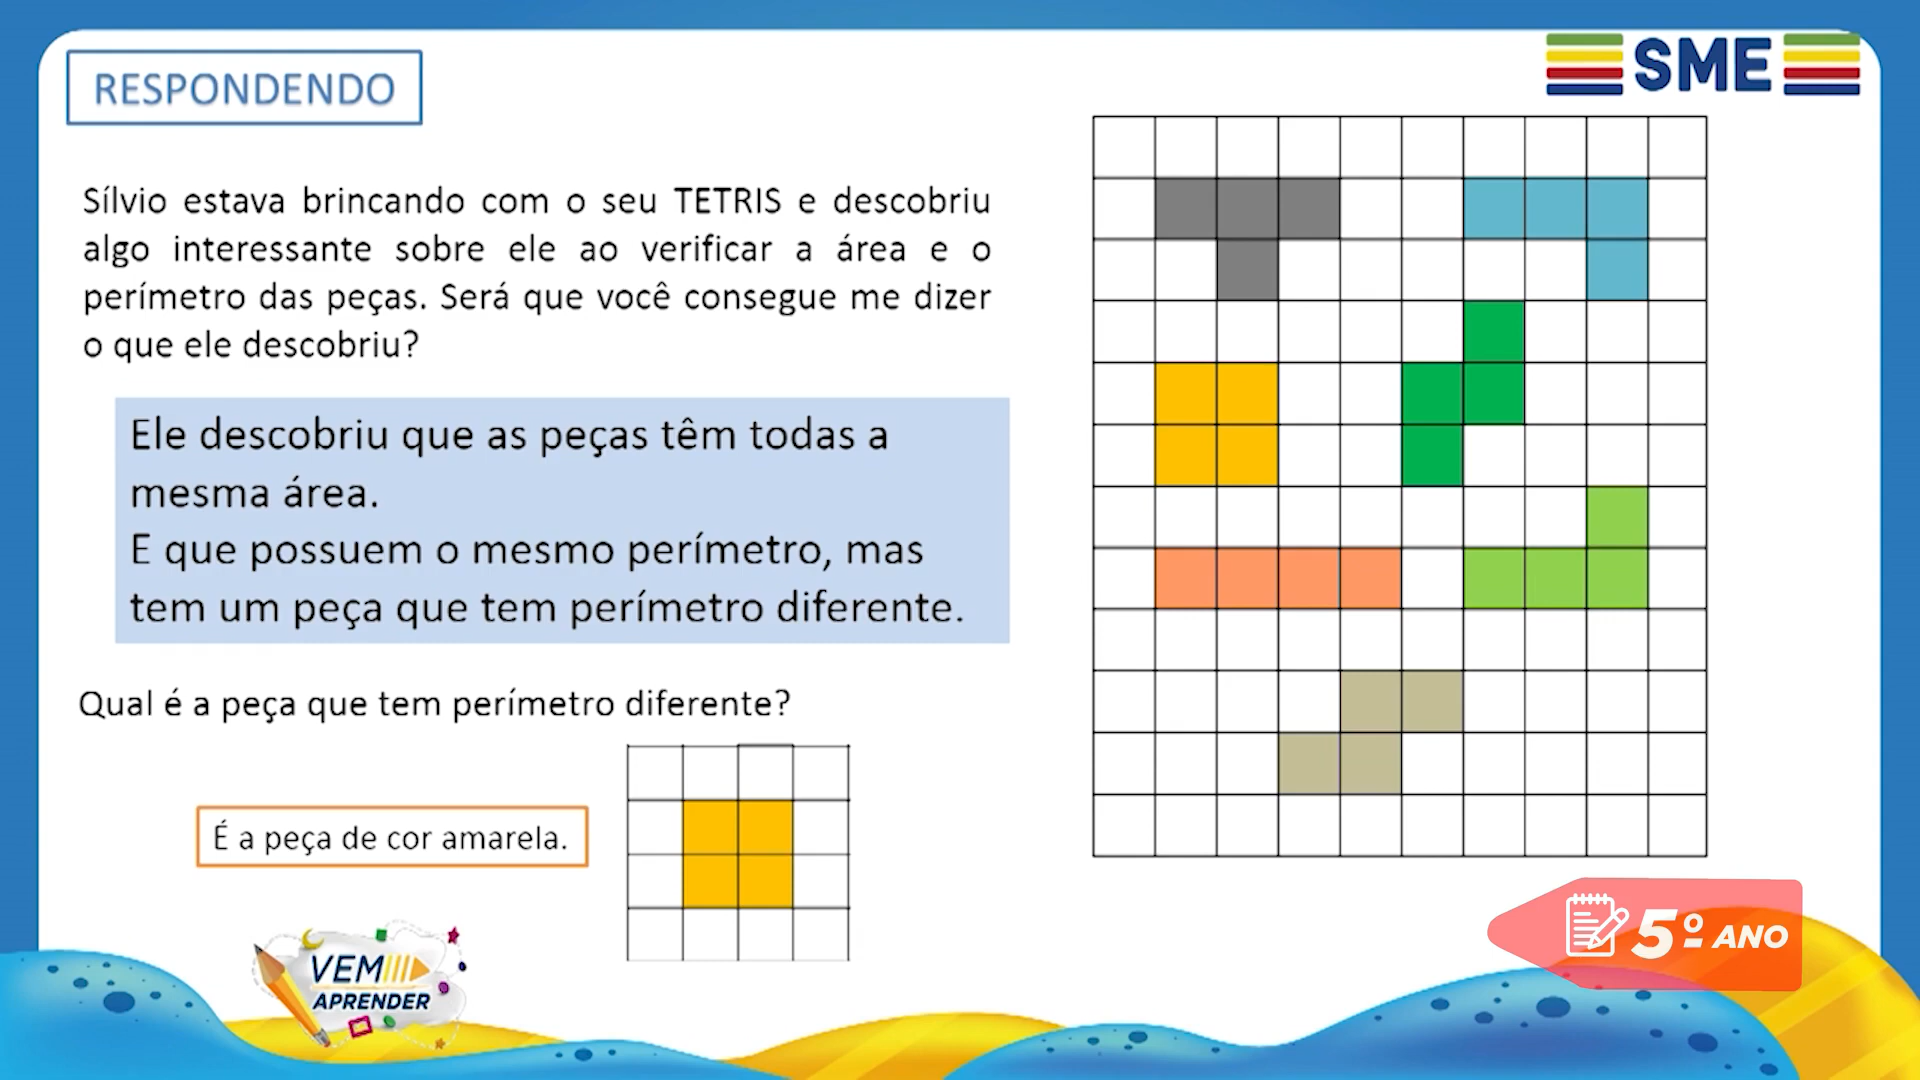 RESPONDENDO
SME
Sílvio estava brincando com o seu TETRIS e descobriu
algo interessante sobre ele ao verificar a área e o
perímetro das peças. Será que você consegue me dizer
o que ele descobriu?
Ele descobriu que as peças têm todas a
mesma área.
E que possuem o mesmo perímetro, mas
tem um peça que tem perímetro diferente.
Qual é a peça que tem perímetro diferente?
É a peça de cor amarela.
VEM
APRENDER
5º ANO